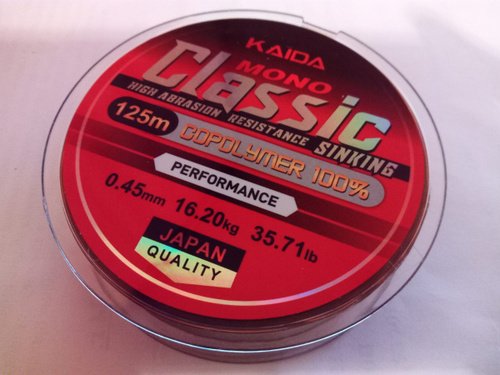 KAIDA
MONO
Classic
HIGH ABRASION RESISTANCE SINKING
125m COPOLYMER 100%
PERFORMANCE
0.45mm 16.20kg 35.71lb
JAPAN
QUALITY